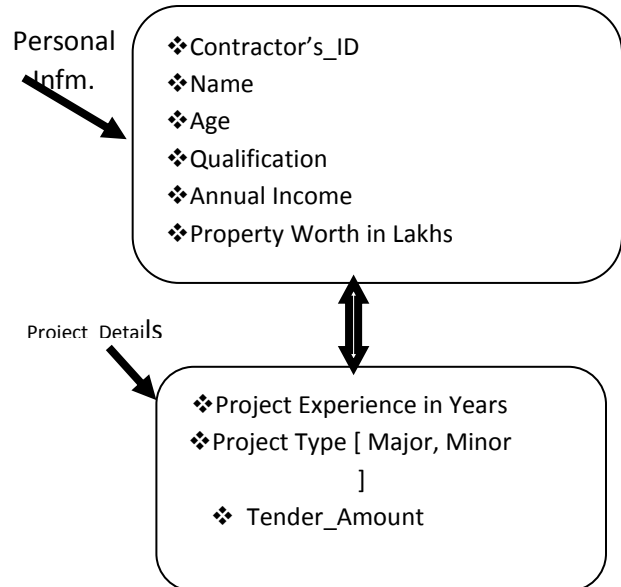 Personal
Infm.
❖Contractor’s_ID
❖Name
❖Age
❖Qualification
❖Annual Income
❖Property Worth in Lakhs
Project Details
❖Project Experience in Years
❖Project Type [ Major, Minor
]
❖ Tender_Amount